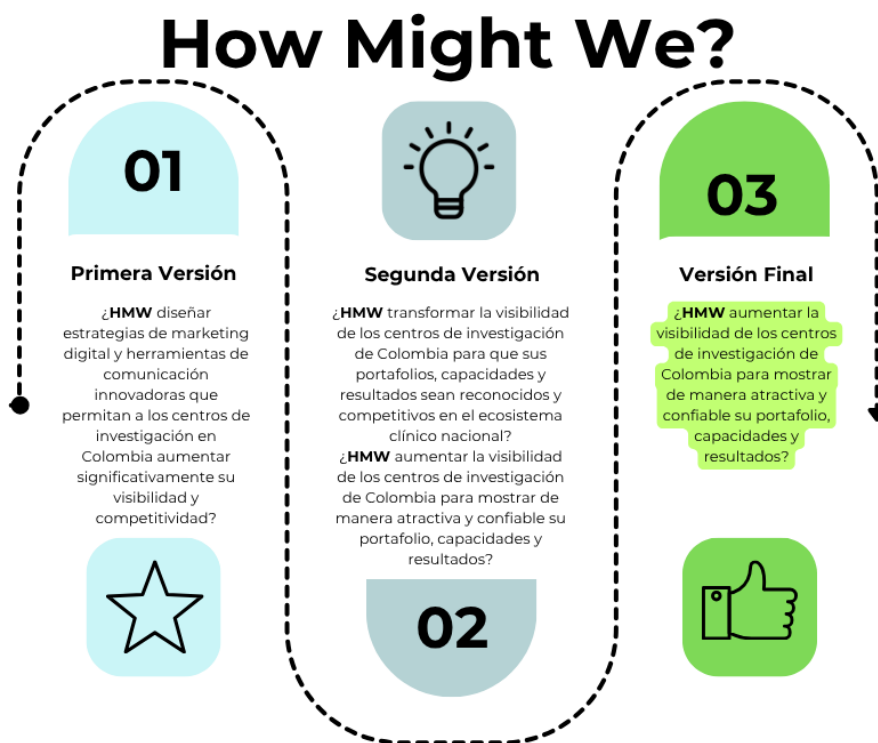 How Might We?
01
Primera Versión
¿HMW diseñar
estrategias de marketing
digital y herramientas de
comunicación
innovadoras que
permitan a los centros de
investigación en
Colombia aumentar
significativamente su
visibilidad y
competitividad?
Segunda Versión
¿HMW transformar la visibilidad
de los centros de investigación
de Colombia para que sus
portafolios, capacidades y
resultados sean reconocidos y
competitivos en el ecosistema
clínico nacional?
¿HMW aumentar la visibilidad
de los centros de investigación
de Colombia para mostrar de
manera atractiva y confiable su
portafolio, capacidades y
resultados?
02
03
Versión Final
¿HMW aumentar la
visibilidad de los centros
de investigación de
Colombia para mostrar
de manera atractiva y
confiable su portafolio,
capacidades y
resultados?